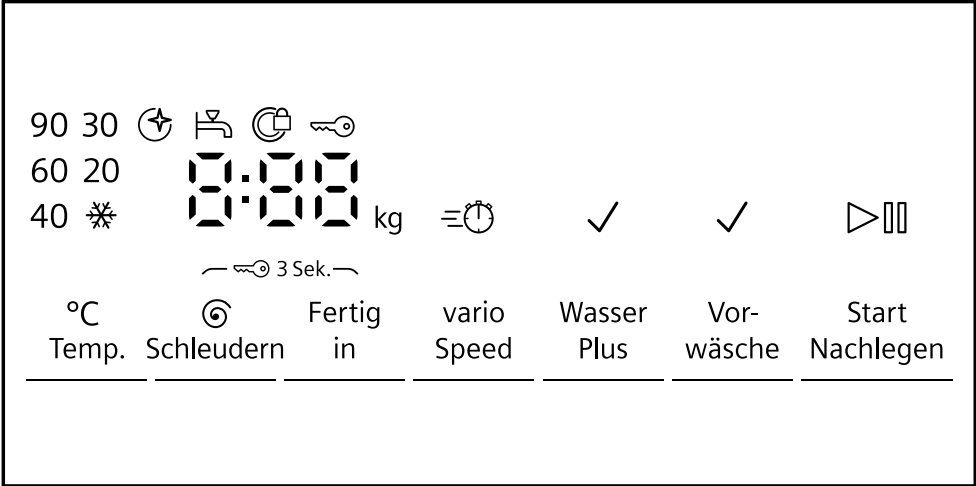 90 30
60 20
8:88
40 kg
3 Sek.
°C Fertig vario Wasser Vor- Start
Temp. Schleudern in Speed Plus wäsche Nachlegen